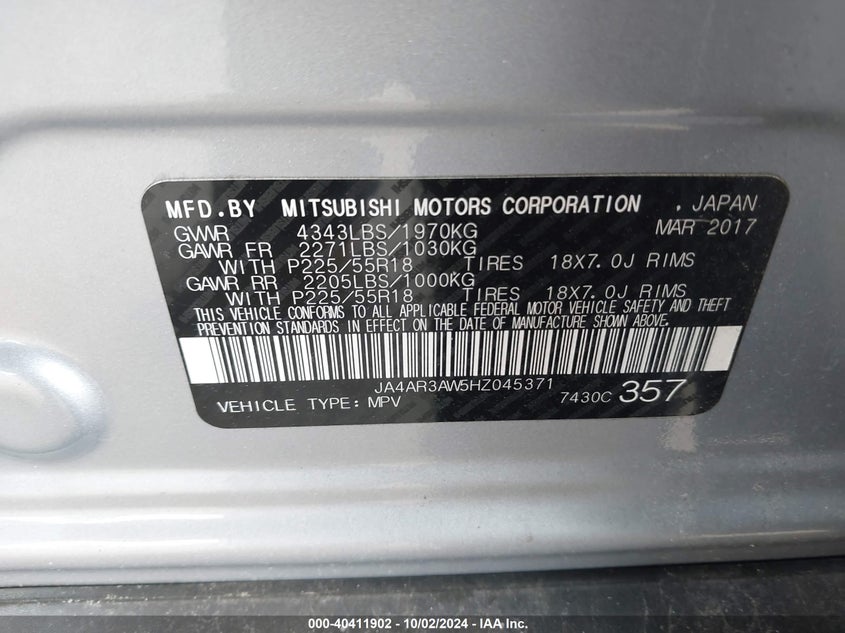 MFD.BY MITSUBISHI MOTORS CORPORATION , JAPAN
GVWR 4343LBS/1970KG MAR 2017
GAWR FR 2271LBS/1030KG
WITH P225/55R18 TIRES 18X7.0J RIMS
GAWR RR 2205LBS/1000KG
WITH P225/55R18 TIRES 18X7.0J RIMS
THIS VEHICLE CONFORMS TO ALL APPLICABLE FEDERAL MOTOR VEHICLE SAFETY AND THEFT
PREVENTION STANDARDS IN EFFECT ON THE DATE OF MANUFACTURE SHOWN ABOVE.
JA4AR3AW5HZ045371
VEHICLE TYPE: MPV 7430C 357
000-40411902 - 10/02/2024 - IAA Inc.